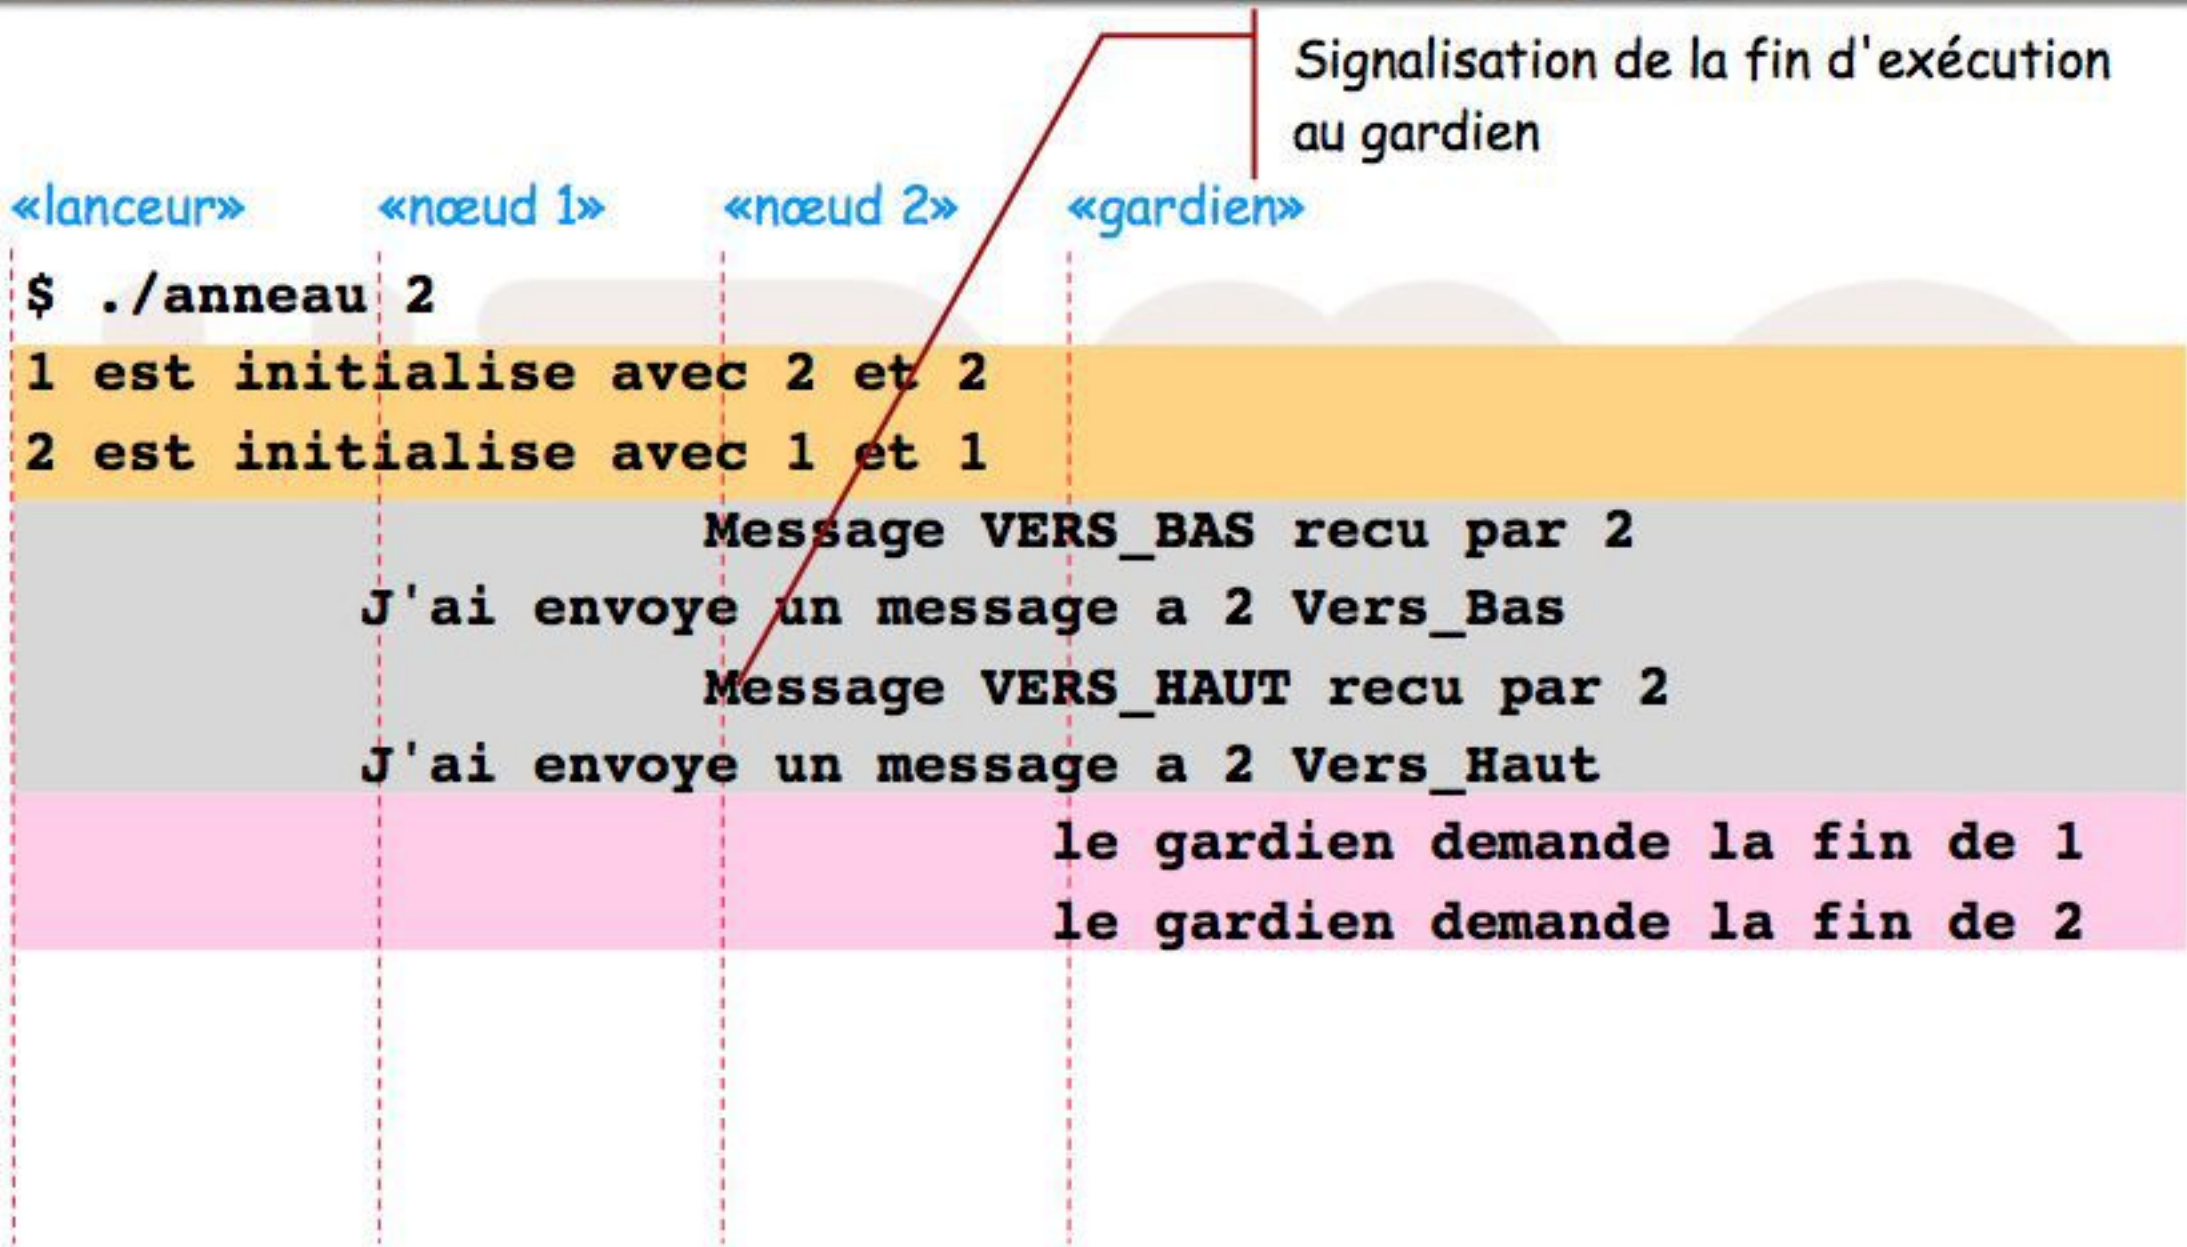 Signalisation de la fin d'exécution
au gardien
«lanceur» «nœud 1» «nœud 2» «gardien»
$ ./anneau 2
1 est initialise avec 2 et 2
2 est initialise avec 1 et 1
Message VERS_BAS recu par 2
J'ai envoye un message a 2 Vers_Bas
Message VERS_HAUT recu par 2
J'ai envoye un message a 2 Vers_Haut
le gardien demande la fin de 1
le gardien demande la fin de 2